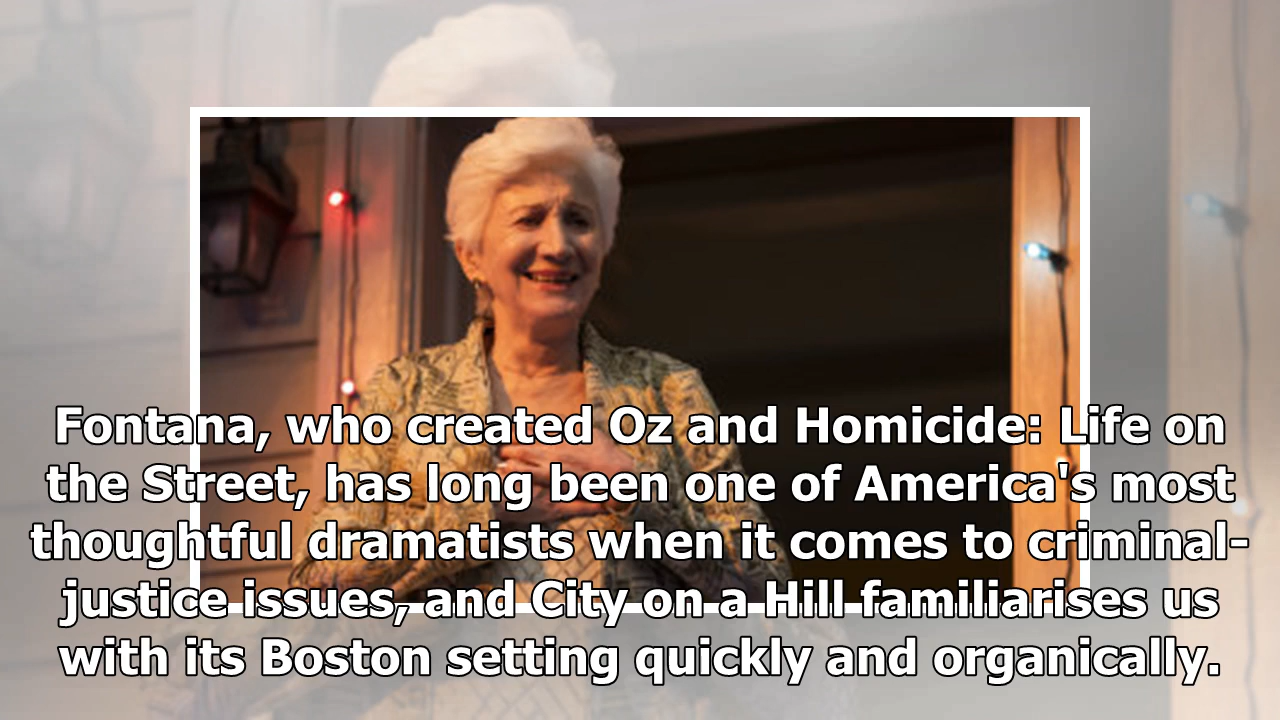 Fontana, who created Oz and Homicide: Life on
the Street, has long been one of America's most
thoughtful dramatists when it comes to criminal-
justice issues, and City on a Hill familiarises us
with its Boston setting quickly and organically.